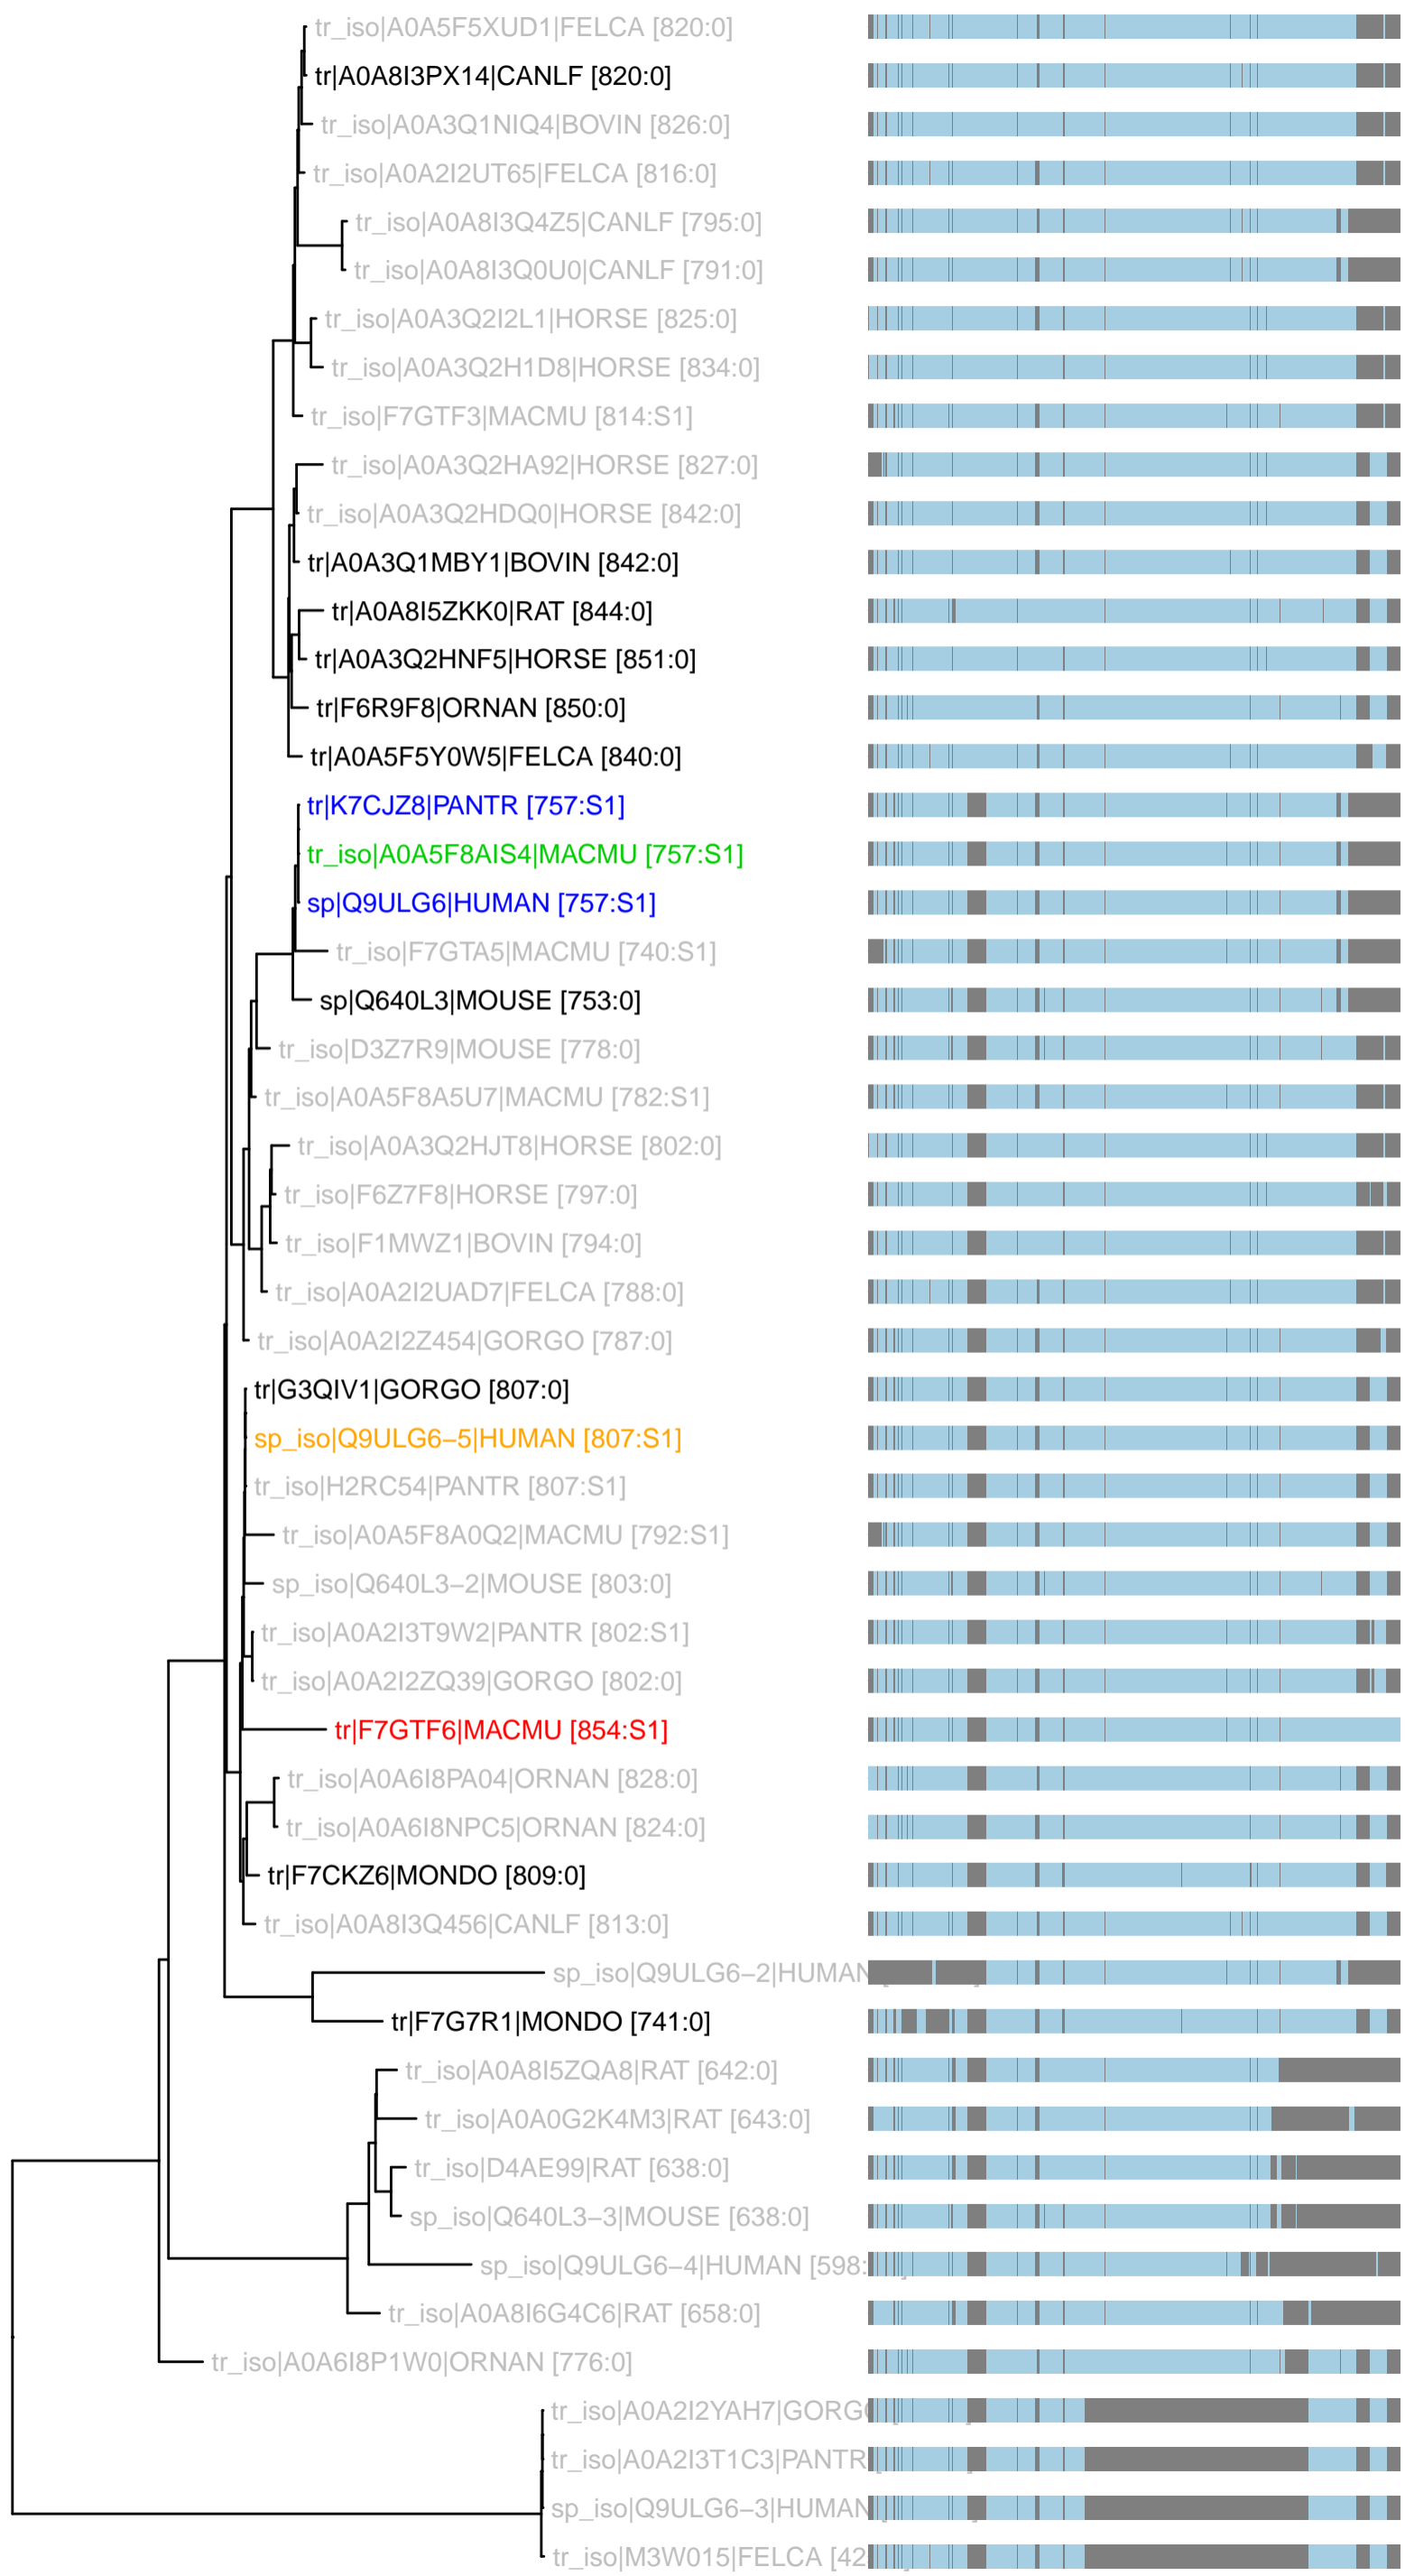 tr_iso|A0A5F5XUD1|FELCA [820:0]
tr|A0A8I3PX14|CANLF [820:0]
tr_iso|A0A3Q1NIQ4|BOVIN [826:0]
tr_iso|A0A2I2UT65|FELCA [816:0]
tr_iso|A0A8I3Q4Z5|CANLF [795:0]
tr_iso|A0A8I3Q0U0|CANLF [791:0]
tr_iso|A0A3Q2I2L1|HORSE [825:0]
tr_iso|A0A3Q2H1D8|HORSE [834:0]
tr_iso|F7GTF3|MACMU [814:S1]
tr_iso|A0A3Q2HA92|HORSE [827:0]
tr_iso|A0A3Q2HDQ0|HORSE [842:0]
tr|A0A3Q1MBY1|BOVIN [842:0]
tr|A0A8I5ZKK0|RAT [844:0]
tr|A0A3Q2HNF5|HORSE [851:0]
tr|F6R9F8|ORNAN [850:0]
tr|A0A5F5Y0W5|FELCA [840:0]
tr|K7CJZ8|PANTR [757:S1]
tr_iso|A0A5F8AIS4|MACMU [757:S1]
sp|Q9ULG6|HUMAN [757:S1]
tr_iso|F7GTA5|MACMU [740:S1]
sp|Q640L3|MOUSE [753:0]
tr_iso|D3Z7R9|MOUSE [778:0]
tr_iso|A0A5F8A5U7|MACMU [782:S1]
tr_iso|A0A3Q2HJT8|HORSE [802:0]
tr_iso|F6Z7F8|HORSE [797:0]
tr_iso|F1MWZ1|BOVIN [794:0]
tr_iso|A0A2I2UAD7|FELCA [788:0]
tr_iso|A0A2I2Z454|GORGO [787:0]
tr|G3QIV1|GORGO [807:0]
sp_iso|Q9ULG6−5|HUMAN [807:S1]
tr_iso|H2RC54|PANTR [807:S1]
tr_iso|A0A5F8A0Q2|MACMU [792:S1]
sp_iso|Q640L3−2|MOUSE [803:0]
tr_iso|A0A2I3T9W2|PANTR [802:S1]
tr_iso|A0A2I2ZQ39|GORGO [802:0]
tr|F7GTF6|MACMU [854:S1]
tr_iso|A0A6I8PA04|ORNAN [828:0]
tr_iso|A0A6I8NPC5|ORNAN [824:0]
tr|F7CKZ6|MONDO [809:0]
tr_iso|A0A8I3Q456|CANLF [813:0]
sp_iso|Q9ULG6−2|HUMAN
tr|F7G7R1|MONDO [741:0]
tr_iso|A0A8I5ZQA8|RAT [642:0]
tr_iso|A0A0G2K4M3|RAT [643:0]
tr_iso|D4AE99|RAT [638:0]
sp_iso|Q640L3−3|MOUSE [638:0]
sp_iso|Q9ULG6−4|HUMAN [598:
tr_iso|A0A8I6G4C6|RAT [658:0]
tr_iso|A0A6I8P1W0|ORNAN [776:0]
tr_iso|A0A2I2YAH7|GORGO
tr_iso|A0A2I3T1C3|PANTR
sp_iso|Q9ULG6−3|HUMAN
tr_iso|M3W015|FELCA [42